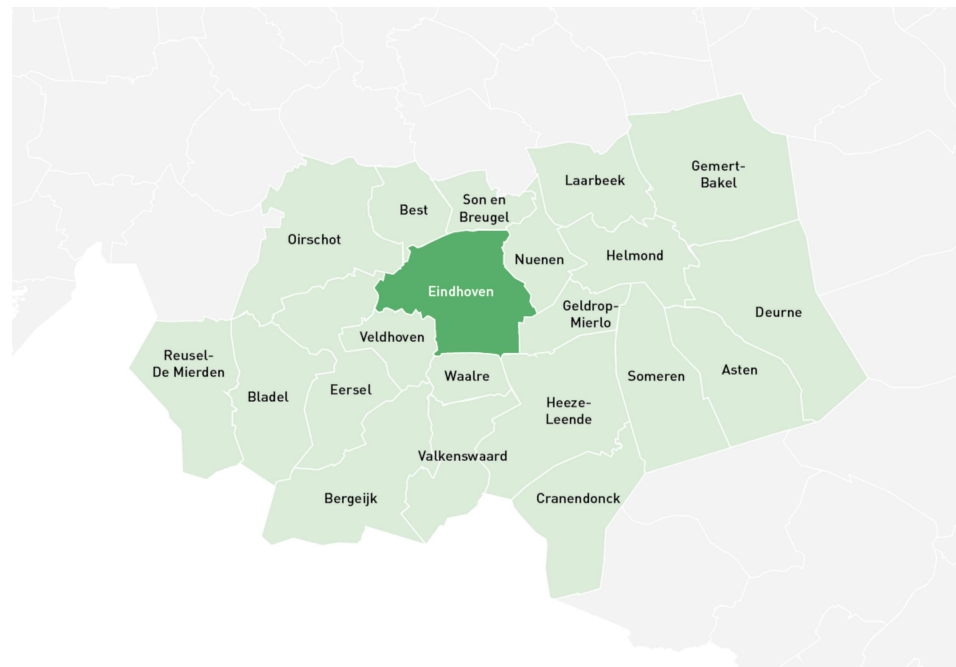 Gemert-
Bakel
Laarbeek
Son en
Breugel
Best
Oirschot
Nuenen
Helmond
Eindhoven
Geldrop-
Mierlo
Deurne
Veldhoven
Reusel-
De Mierden
Waalre
Someren
Asten
Eersel
Bladel
Heeze-
Leende
Valkenswaard
Bergeijk
Cranendonck